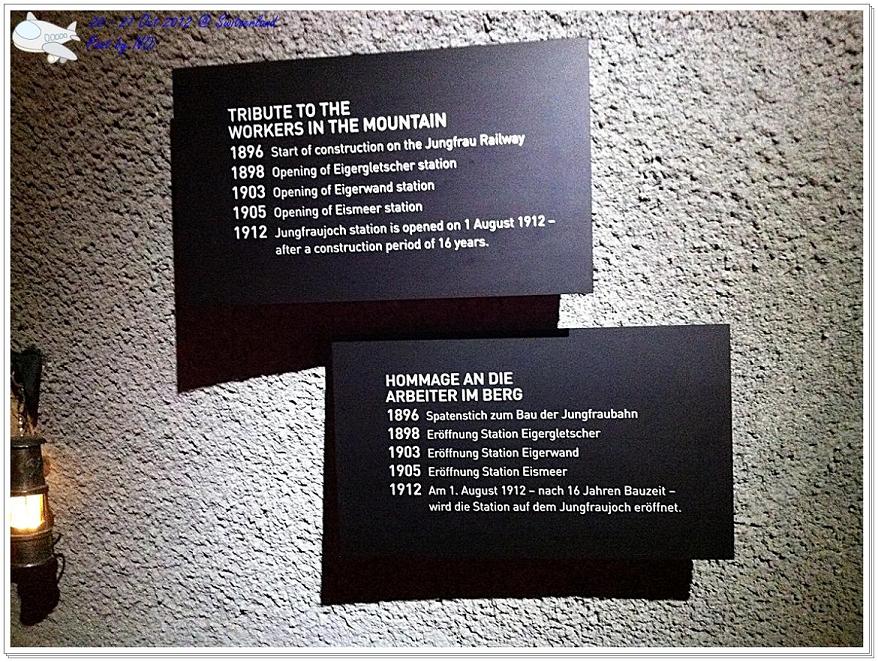 - 21 Oct 2012 @ Switzerland
TRIBUTE TO THE
WORKERS IN THE MOUNTAIN
1896 Start of construction on the Jungfrau Railway
1898 Opening of Eigergletscher station
1903 Opening of Eigerwand station
1905 Opening of Eismeer station
1912 Jungfraujoch station is opened on 1 August 1912 –
after a construction period of 16 years.
HOMMAGE AN DIE
ARBEITER IM BERG
1896 Spatenstich zum Bau der Jungfraubahn
1898 Eröffnung Station Eigergletscher
1903 Eröffnung Station Eigerwand
1905 Eröffnung Station Eismeer
1912 Am 1. August 1912 – nach 16 Jahren Bauzeit –
wird die Station auf dem Jungfraujoch eröffnet.